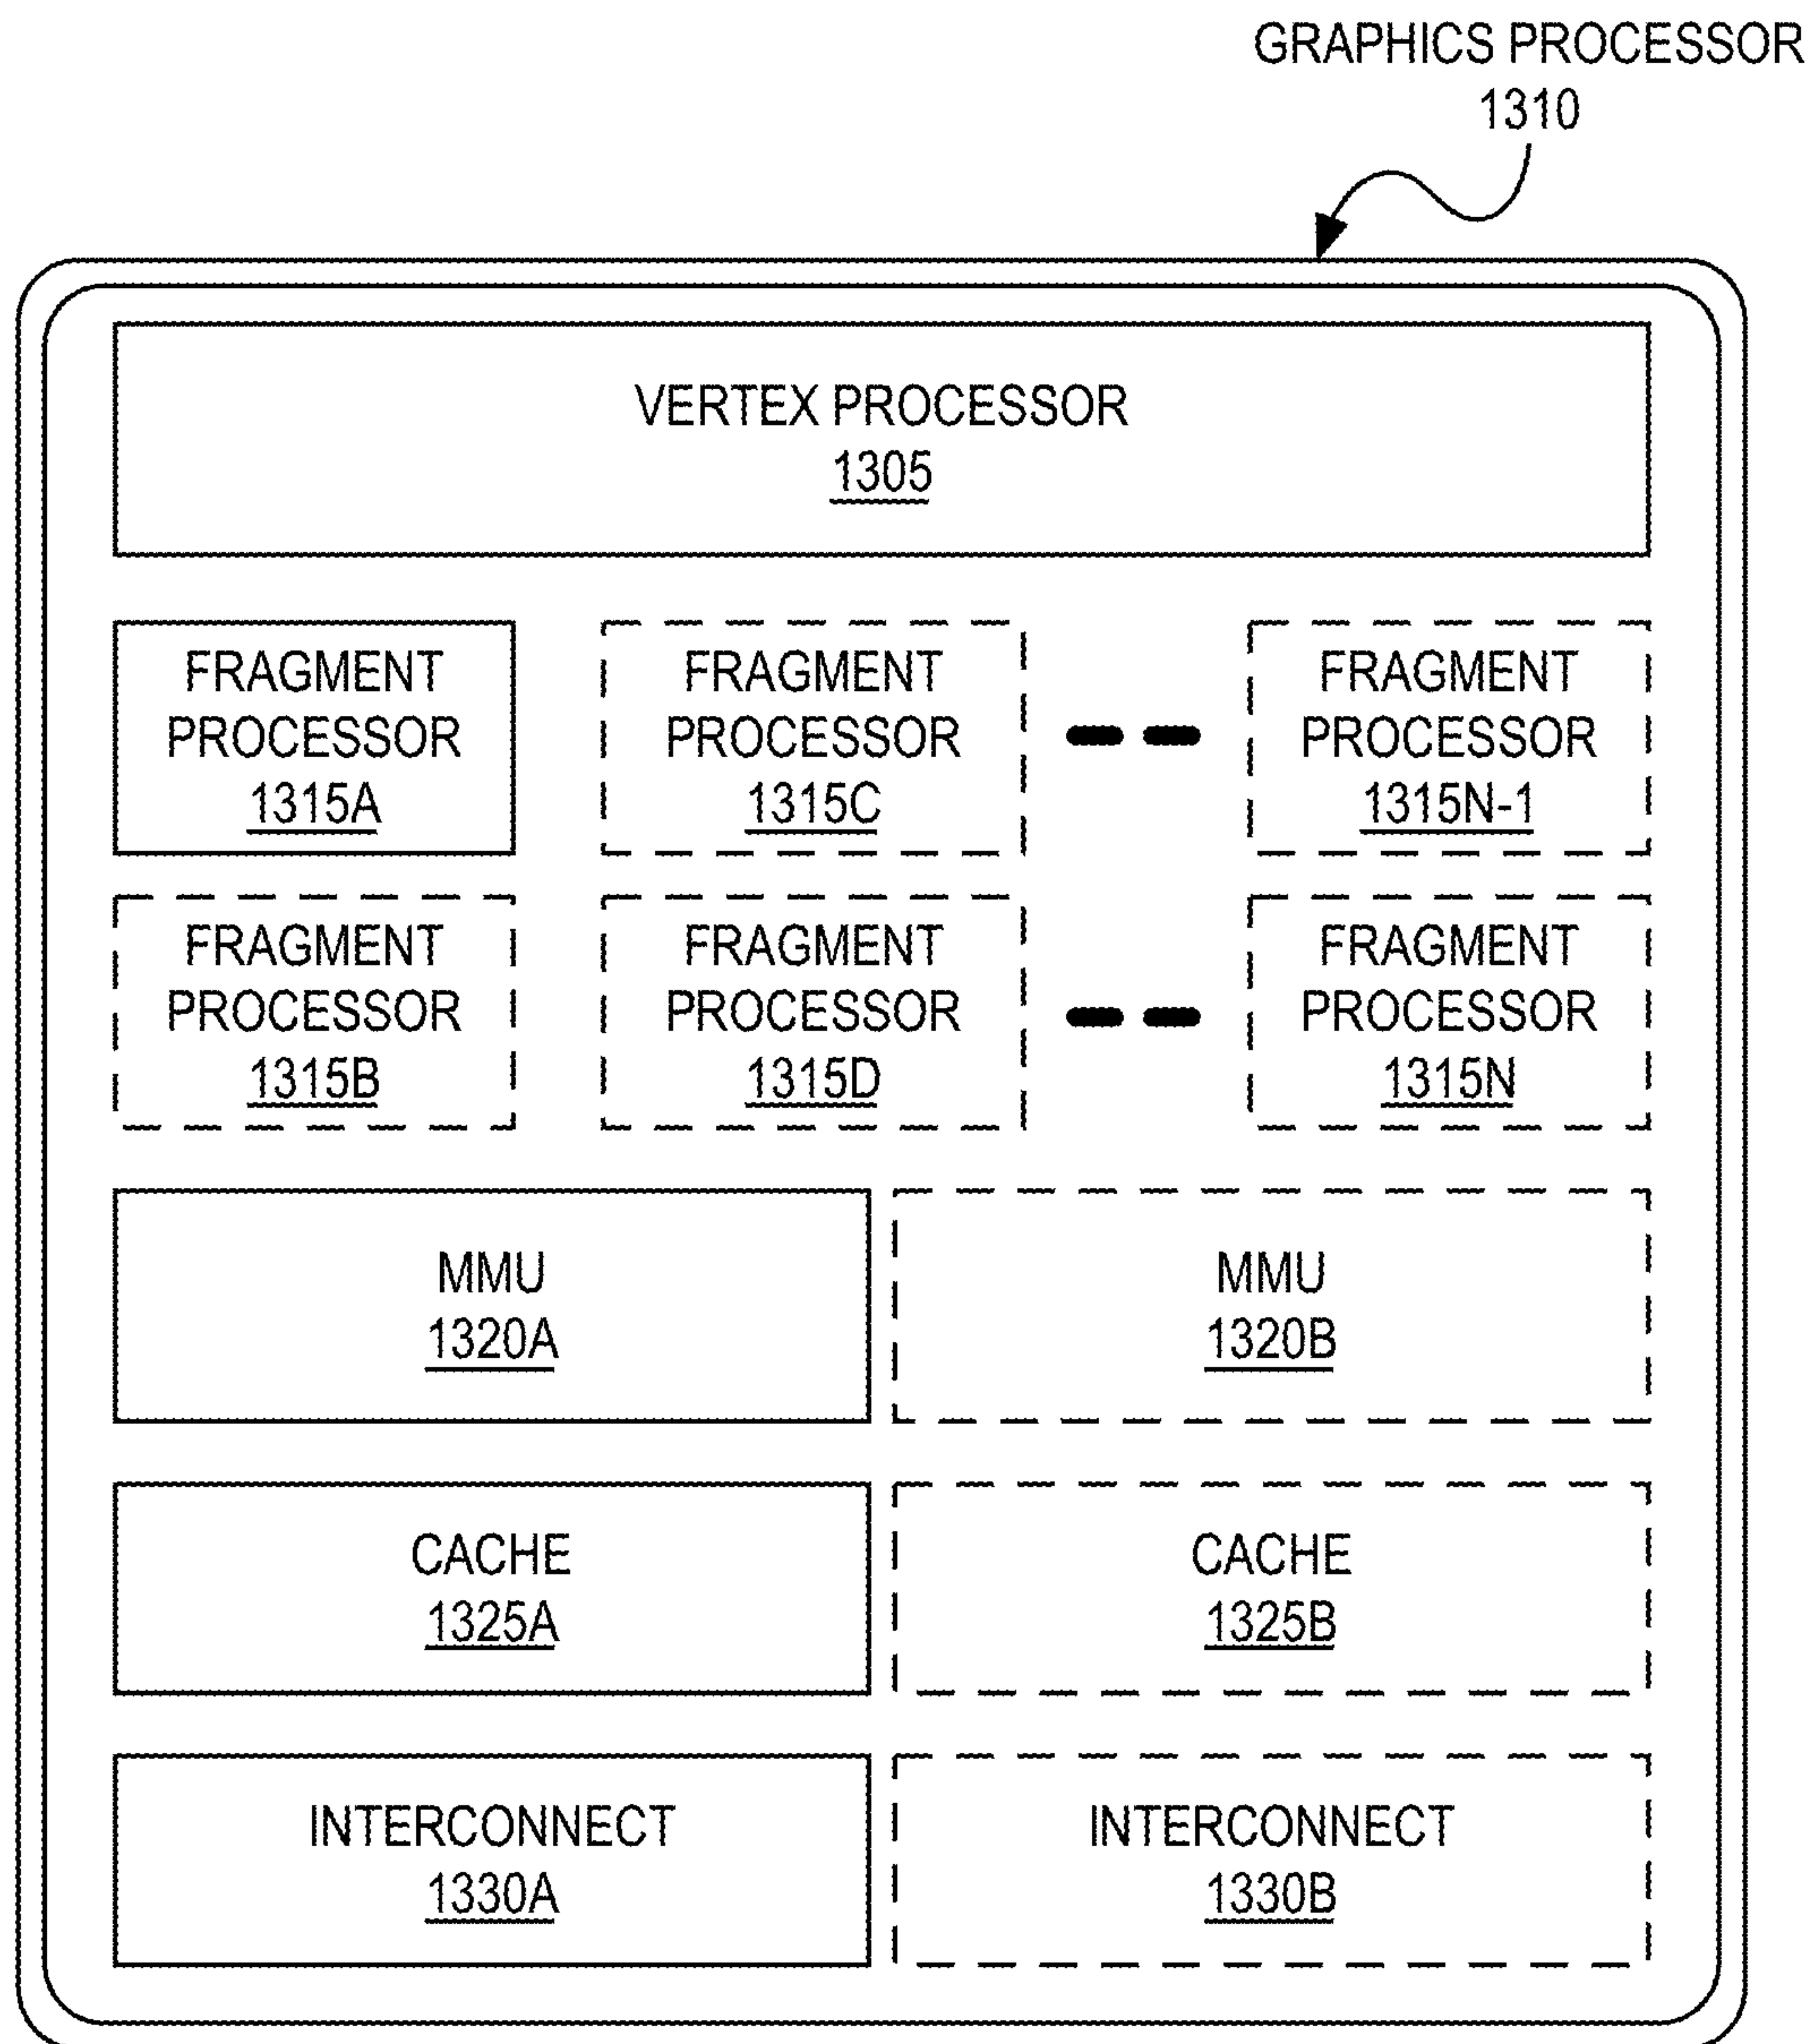 GRAPHICS PROCESSOR
1310
VERTEX PROCESSOR
1305
FRAGMENT
PROCESSOR
1315A
FRAGMENT
PROCESSOR
1315C
FRAGMENT
PROCESSOR
1315N-1
FRAGMENT
PROCESSOR
1315B
FRAGMENT
PROCESSOR
1315D
FRAGMENT
PROCESSOR
1315N
MMU
1320A
MMU
1320B
CACHE
1325A
CACHE
1325B
INTERCONNECT
1330A
INTERCONNECT
1330B